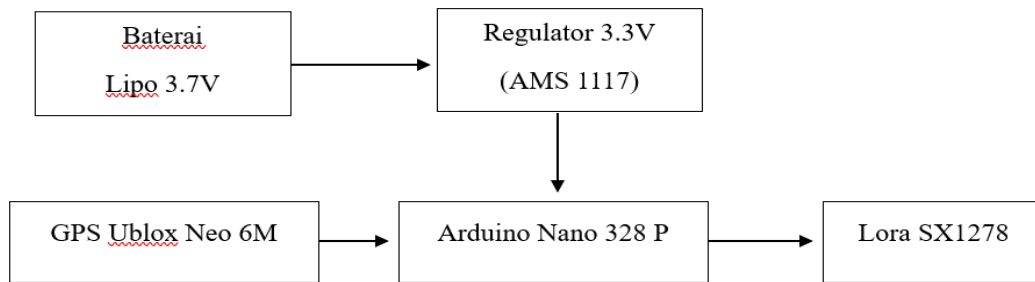 Baterai
Lipo 3.7V
Regulator 3.3V
(AMS 1117)
GPS Ublox Neo 6M
Arduino Nano 328 P
Lora SX1278